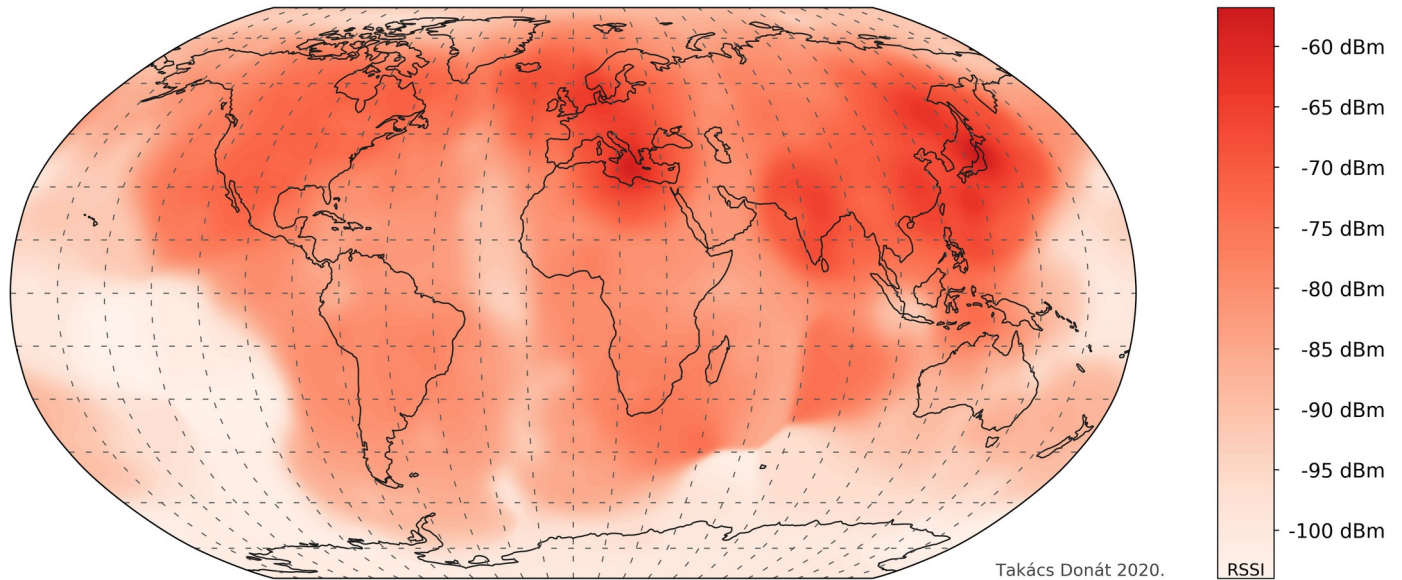 -60 dBm
-65 dBm
-70 dBm
-75 dBm
-80 dBm
-85 dBm
-90 dBm
-95 dBm
-100 dBm
Takács Donát 2020.
RSSI